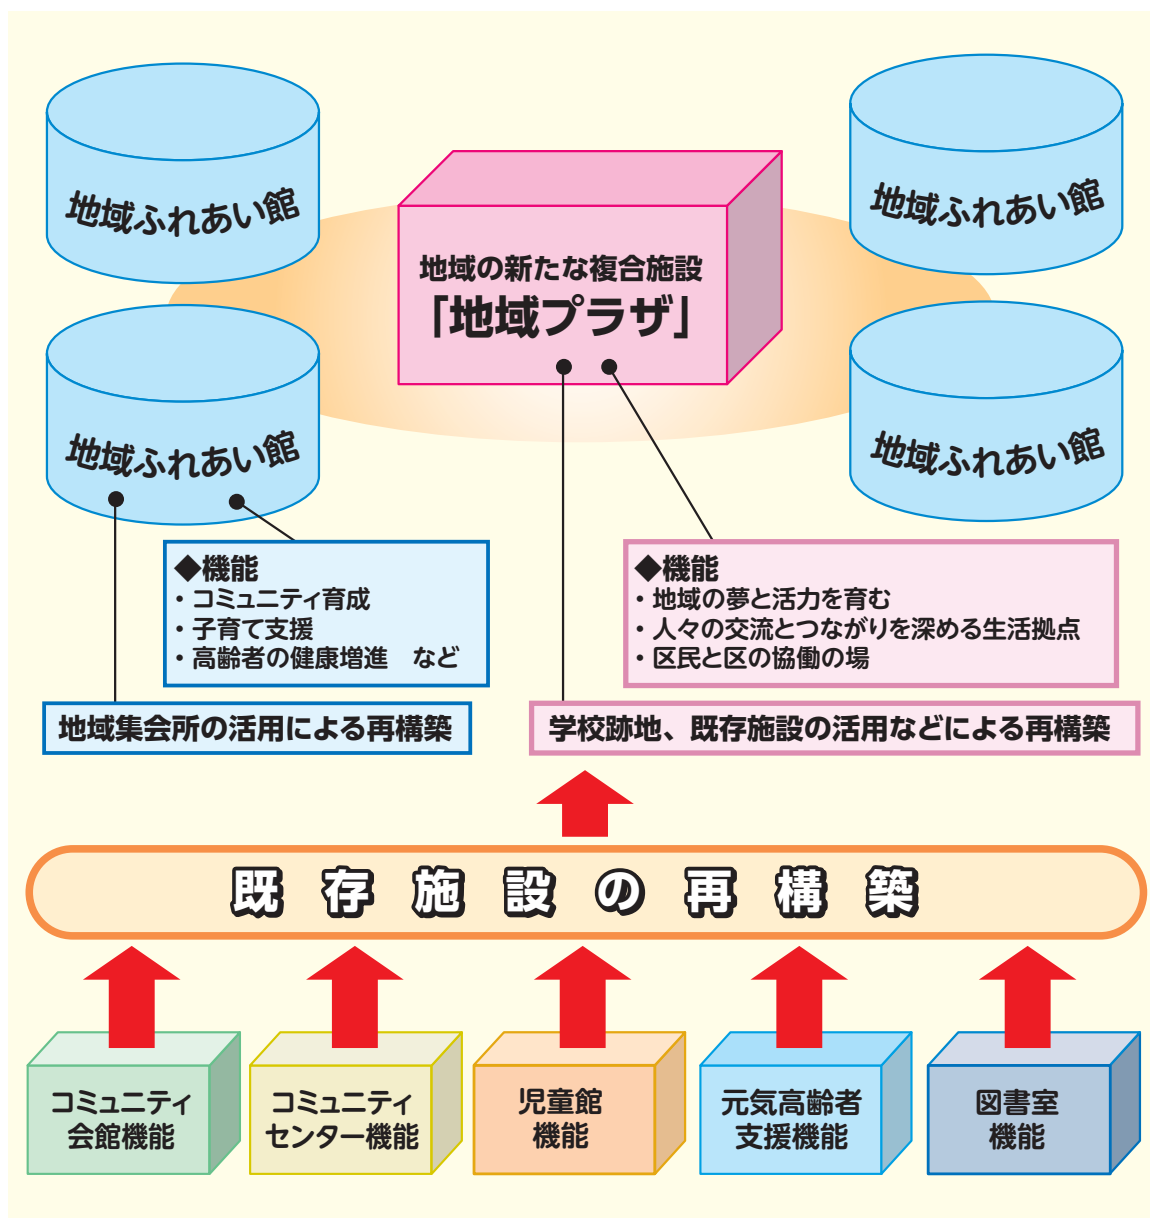 地域ふれあい館
地域ふれあい館
地域の新たな複合施設
「地域プラザ」
地域ふれあい館
地域ふれあい館
◆機能
・コミュニティ育成
・子育て支援
・高齢者の健康増進　など
◆機能
・地域の夢と活力を育む
・人々の交流とつながりを深める生活拠点
・区民と区の協働の場
地域集会所の活用による再構築
学校跡地、既存施設の活用などによる再構築
既存施設の再構築
コミュニティ
会館機能
コミュニティ
センター機能
児童館
機能
元気高齢者
支援機能
図書室
機能